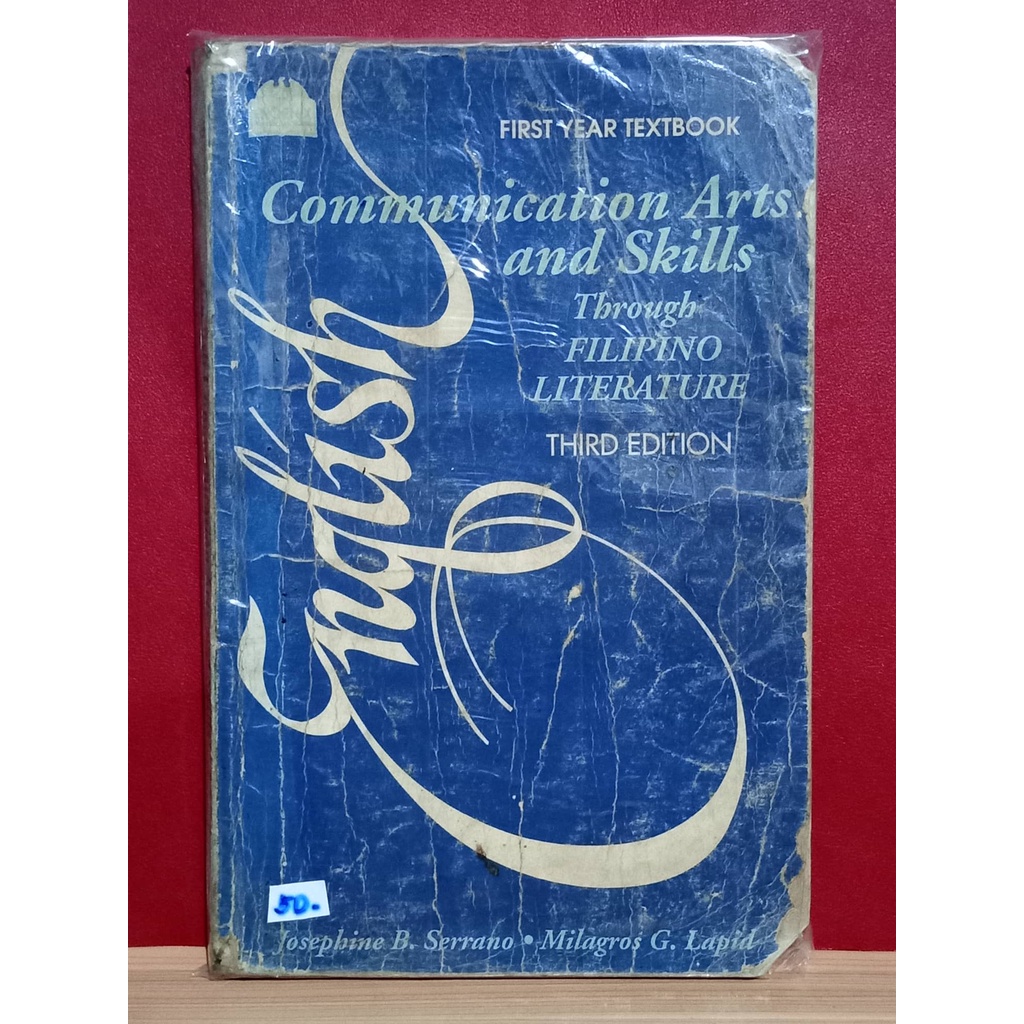 FIRST YEAR TEXTBOOK
Communication Arts
and Skills
Through
FILIPINO
LITERATURE
THIRD EDITION
English
50.-
Josephine B. Serrano • Milagros G. Lapid